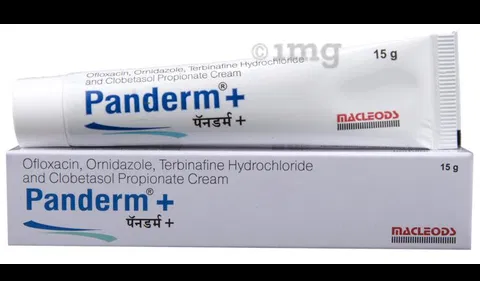 ©1mg
15 g
Ofloxacin, Ornidazole, Terbinafine Hydrochloride
and Clobetasol Propionate Cream
Panderm®+
पॅनडर्म +
MACLEODS
Ofloxacin, Ornidazole, Terbinafine Hydrochloride
and Clobetasol Propionate Cream
15 g
Panderm®+
पॅनडर्म +
MACLEODS